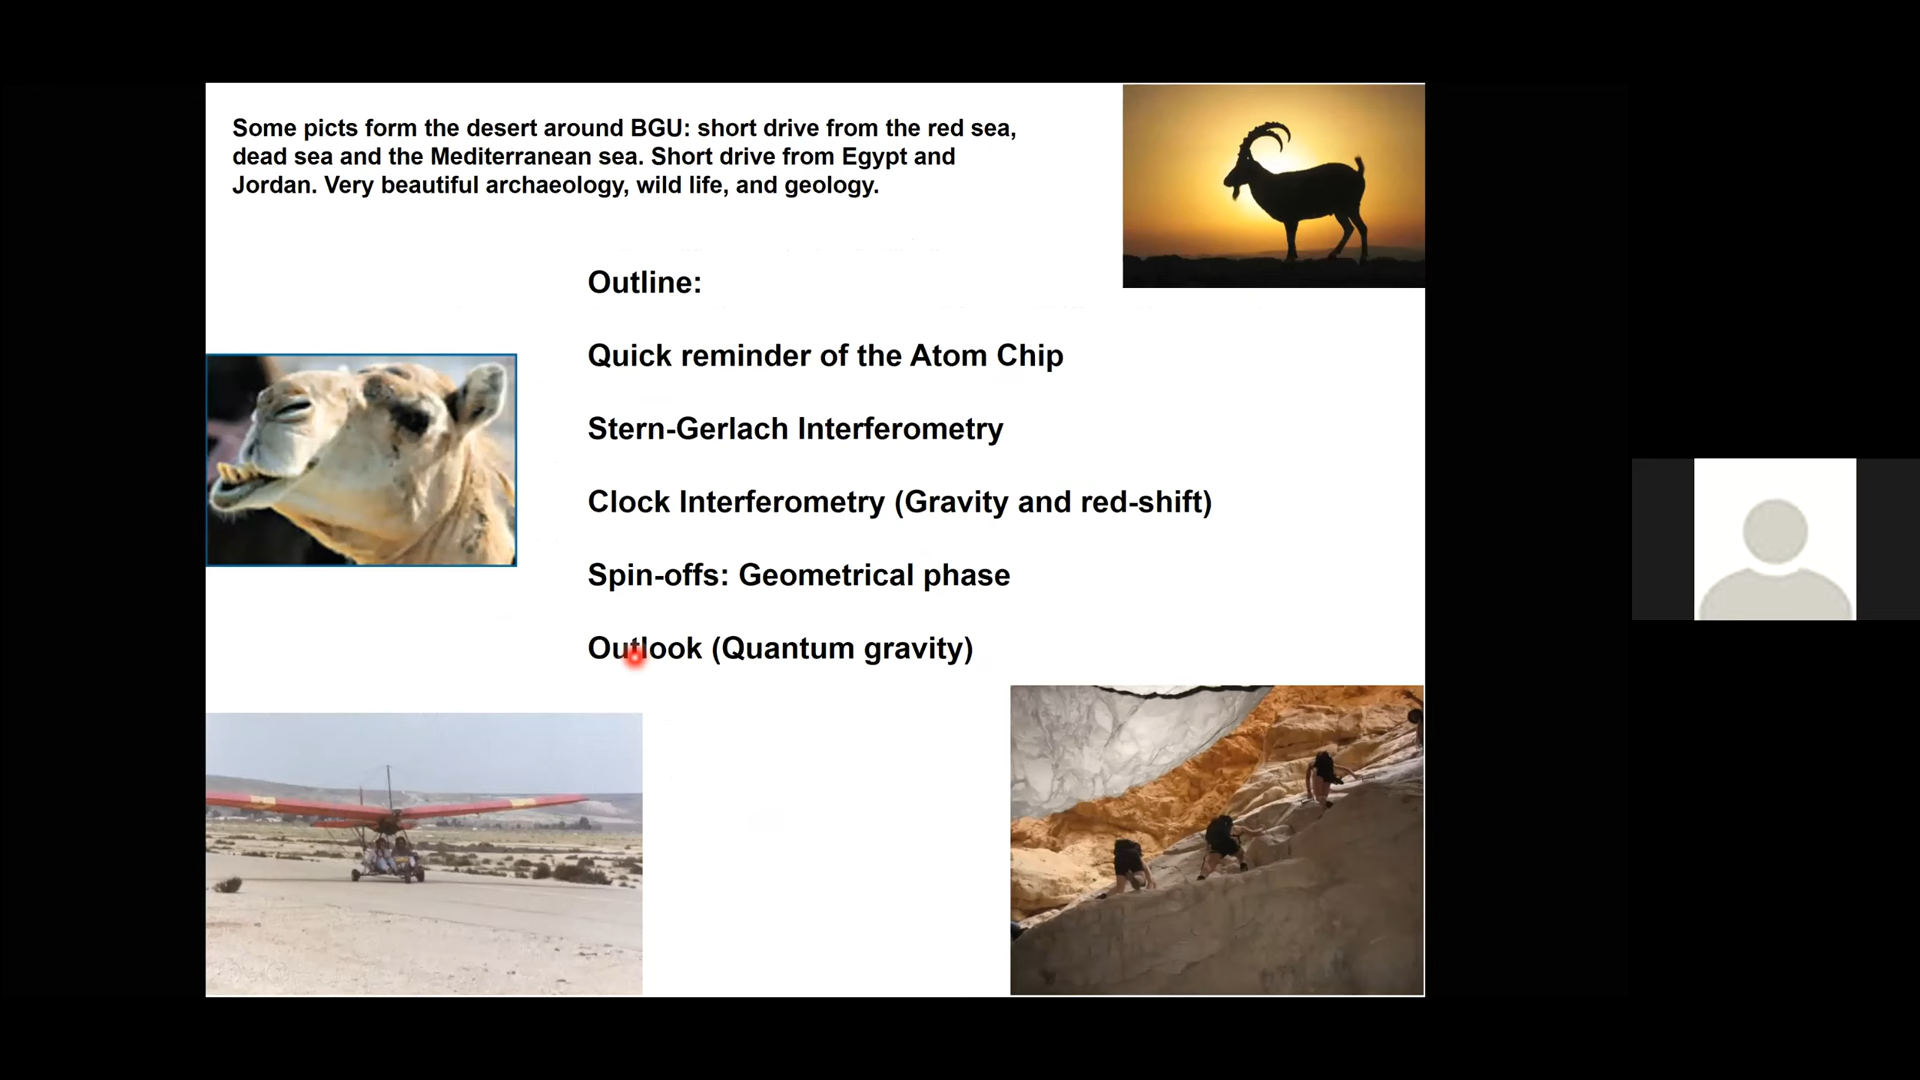 Some picts form the desert around BGU: short drive from the red sea,
dead sea and the Mediterranean sea. Short drive from Egypt and
Jordan. Very beautiful archaeology, wild life, and geology.
Outline:
Quick reminder of the Atom Chip
Stern-Gerlach Interferometry
Clock Interferometry (Gravity and red-shift)
Spin-offs: Geometrical phase
Outlook (Quantum gravity)